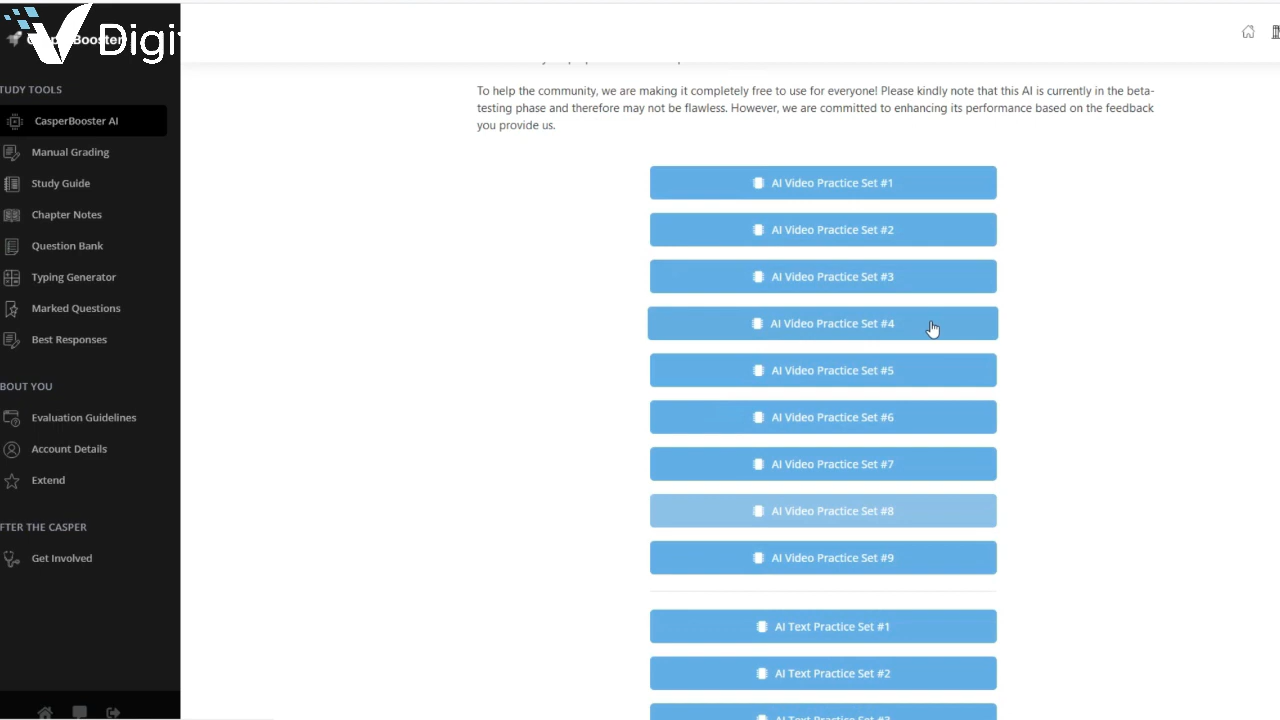 Digi
CasperBooster
TUDY TOOLS
CasperBooster AI
Manual Grading
Study Guide
Chapter Notes
Question Bank
Typing Generator
Marked Questions
Best Responses
BOUT YOU
Evaluation Guidelines
Account Details
Extend
FTER THE CASPER
Get Involved
To help the community, we are making it completely free to use for everyone! Please kindly note that this AI is currently in the beta-
testing phase and therefore may not be flawless. However, we are committed to enhancing its performance based on the feedback
you provide us.
AI Video Practice Set #1
AI Video Practice Set #2
AI Video Practice Set #3
AI Video Practice Set #4
AI Video Practice Set #5
AI Video Practice Set #6
AI Video Practice Set #7
AI Video Practice Set #8
AI Video Practice Set #9
AI Text Practice Set #1
AI Text Practice Set #2
AI Text Practice Set #3